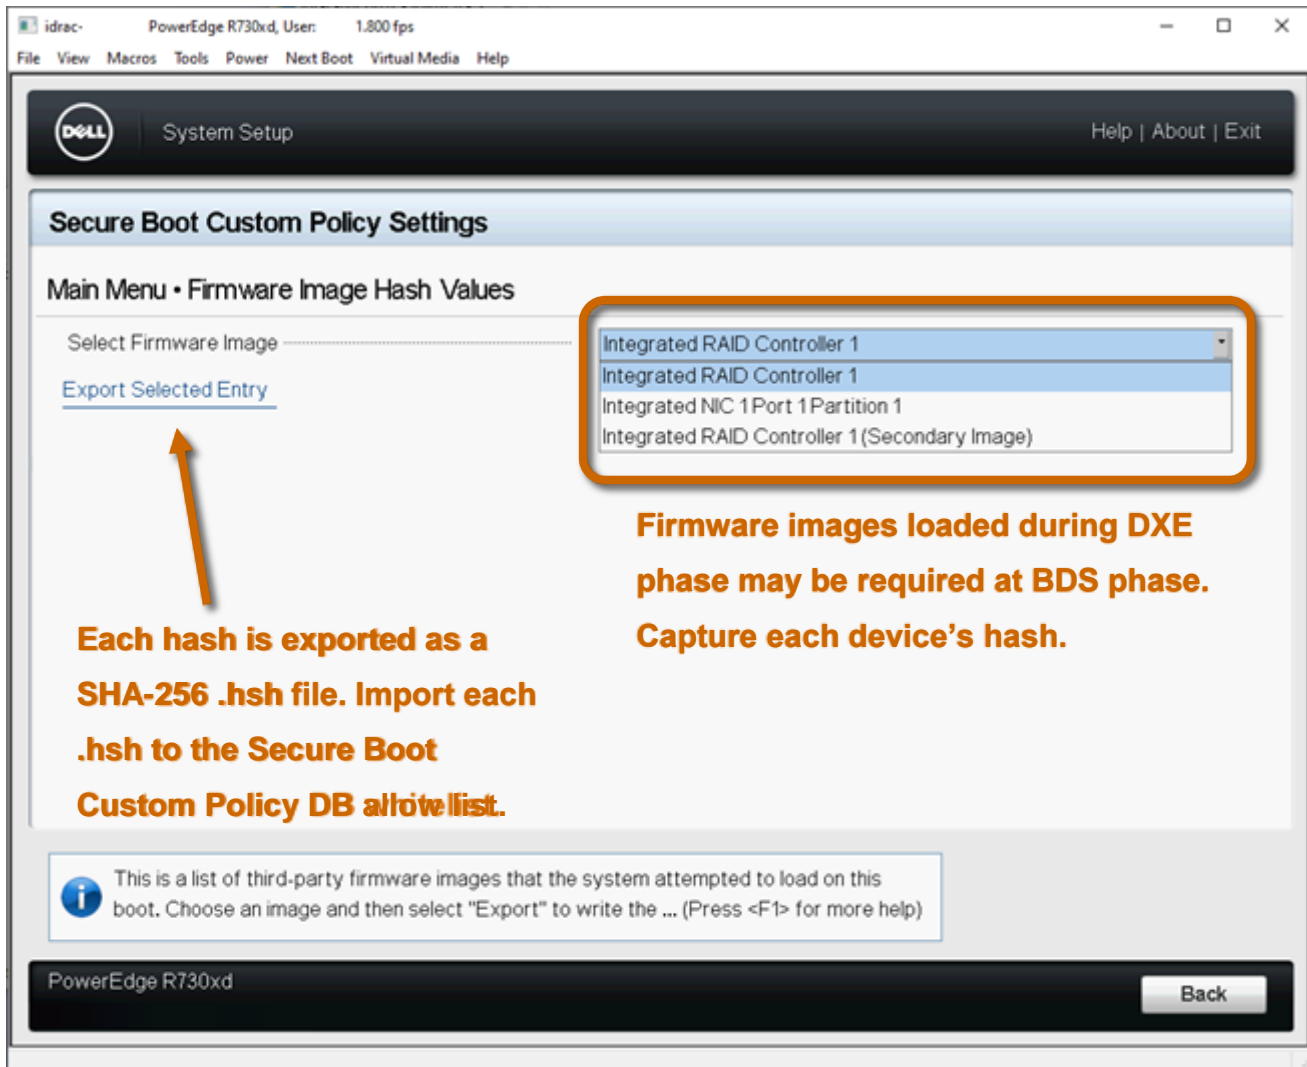 idrac- PowerEdge R730xd, User: 1.800 fps
File View Macros Tools Power Next Boot Virtual Media Help
DELL System Setup Help | About | Exit
Secure Boot Custom Policy Settings
Main Menu • Firmware Image Hash Values
Select Firmware Image Integrated RAID Controller 1
Export Selected Entry
Integrated RAID Controller 1
Integrated NIC 1 Port 1 Partition 1
Integrated RAID Controller 1 (Secondary Image)
Firmware images loaded during DXE
phase may be required at BDS phase.
Capture each device’s hash.
Each hash is exported as a
SHA-256 .hsh file. Import each
.hsh to the Secure Boot
Custom Policy DB allow list.
This is a list of third-party firmware images that the system attempted to load on this
boot. Choose an image and then select "Export" to write the ... (Press <F1> for more help)
PowerEdge R730xd
Back